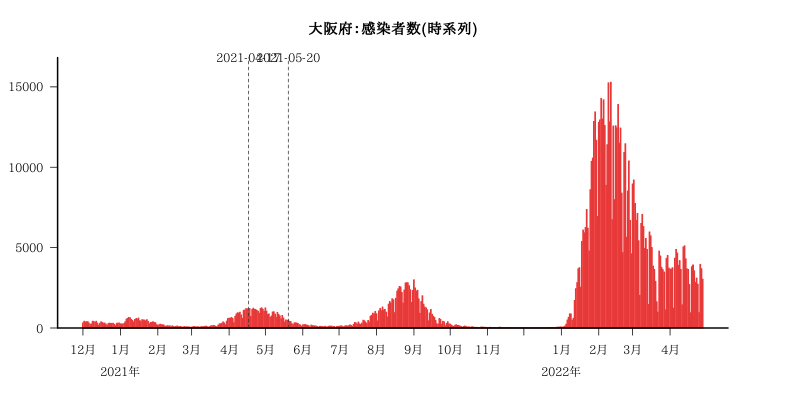 大阪府:感染者数(時系列)
2021-04-17
2021-05-20
15000
10000
5000
0
12月 1月 2月 3月 4月 5月 6月 7月 8月 9月 10月 11月 1月 2月 3月 4月
2021年 2022年